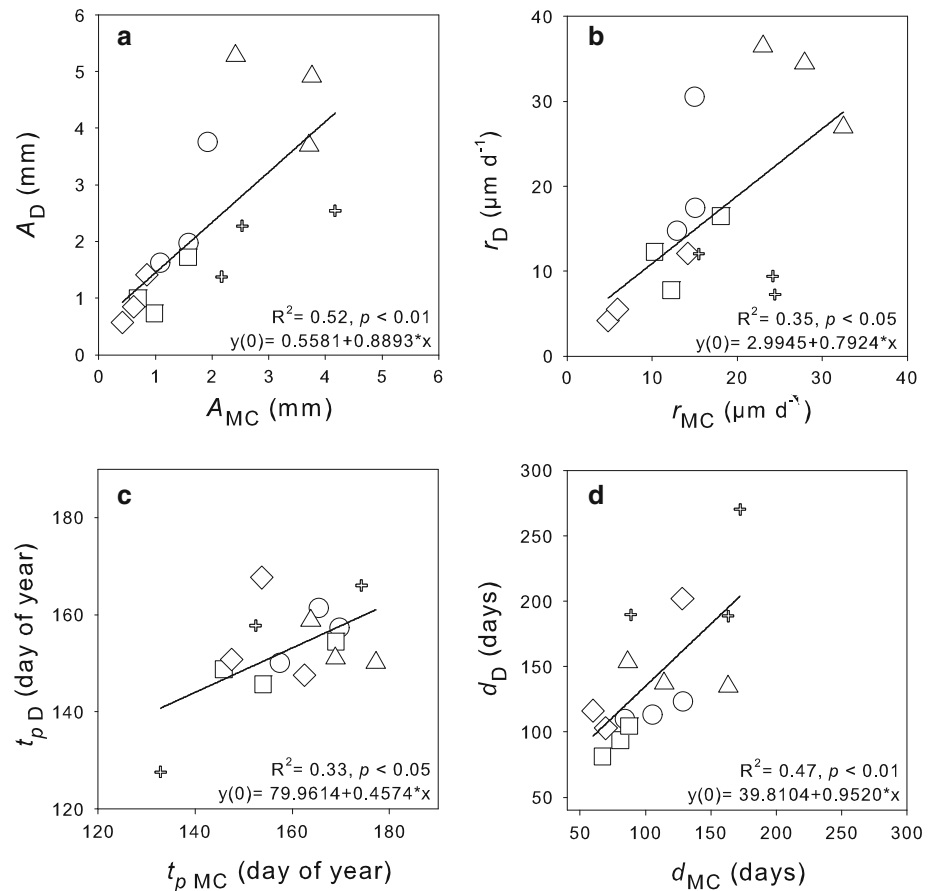 a
6
5
4
3
2
1
0
A_D (mm)
R² = 0.52, p < 0.01
y(0)= 0.5581+0.8893*x
0 1 2 3 4 5 6
A_MC (mm)
b
40
30
20
10
0
r_D (µm d⁻¹)
R² = 0.35, p < 0.05
y(0)= 2.9945+0.7924*x
0 10 20 30 40
r_MC (µm d⁻¹)
c
180
160
140
120
t_p D (day of year)
R² = 0.33, p < 0.05
y(0) = 79.9614+0.4574*x
120 140 160 180
t_p MC (day of year)
d
300
250
200
150
100
50
d_D (days)
R² = 0.47, p < 0.01
y(0) = 39.8104+0.9520*x
50 100 150 200 250 300
d_MC (days)